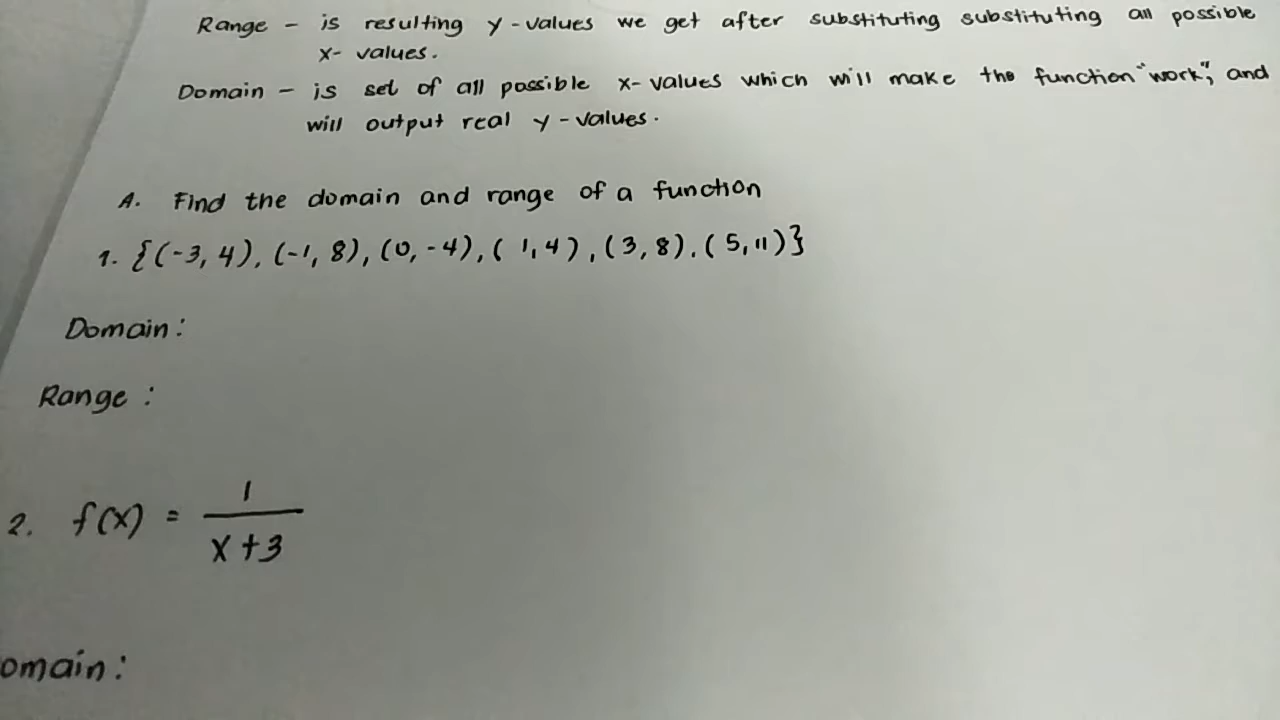 Range - is resulting y-values we get after substituting substituting all possible
x- values.
Domain - is set of all possible x-values which will make the function "work", and
will output real y-values.
A. Find the domain and range of a function
1. {(-3, 4), (-1, 8), (0, -4), (1, 4), (3, 8), (5, 11)}
Domain:
Range :
2. f(x) = 1
x+3
omain: